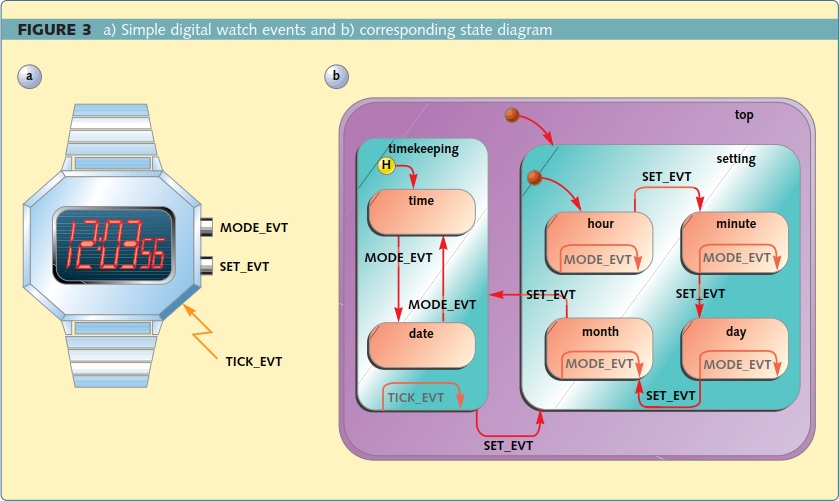 FIGURE 3 a) Simple digital watch events and b) corresponding state diagram
a
12:03 56
MODE_EVT
SET_EVT
TICK_EVT
b
top
timekeeping
H
time
MODE_EVT
MODE_EVT
date
TICK_EVT
SET_EVT
setting
SET_EVT
hour
MODE_EVT
minute
MODE_EVT
SET_EVT
SET_EVT
month
MODE_EVT
day
MODE_EVT
SET_EVT